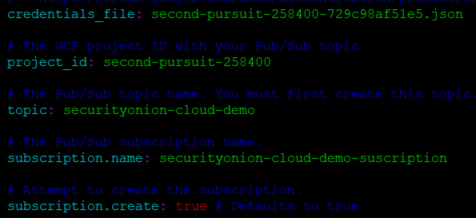 credentials_file: second-pursuit-258400-729c98af51e5.json
# The GCP project ID with your Pub/Sub topic
project_id: second-pursuit-258400
# The Pub/Sub topic name. You must first create this topic
topic: securityonion-cloud-demo
# The Pub/Sub subscription name.
subscription.name: securityonion-cloud-demo-suscription
# Attempt to create the subscription.
subscription.create: true # Defaults to true